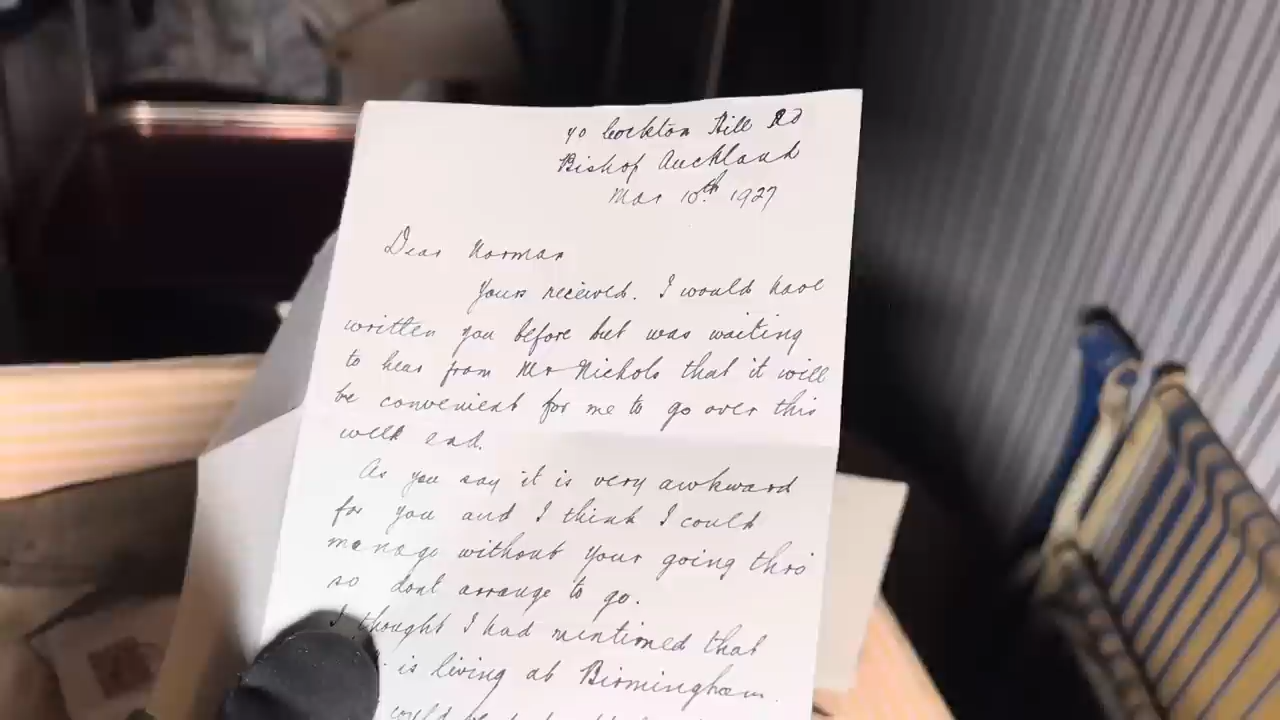 40 Cockton Hill Rd
Bishop Auckland
Mar 10th 1927
Dear Norman
Yours received. I would have
written you before but was waiting
to hear from Mr Nichols that it will
be convenient for me to go over this
week end.
As you say it is very awkward
for you and I think I could
manage without your going thro
so dont arrange to go.
I thought I had mentioned that
is living at Birmingham.